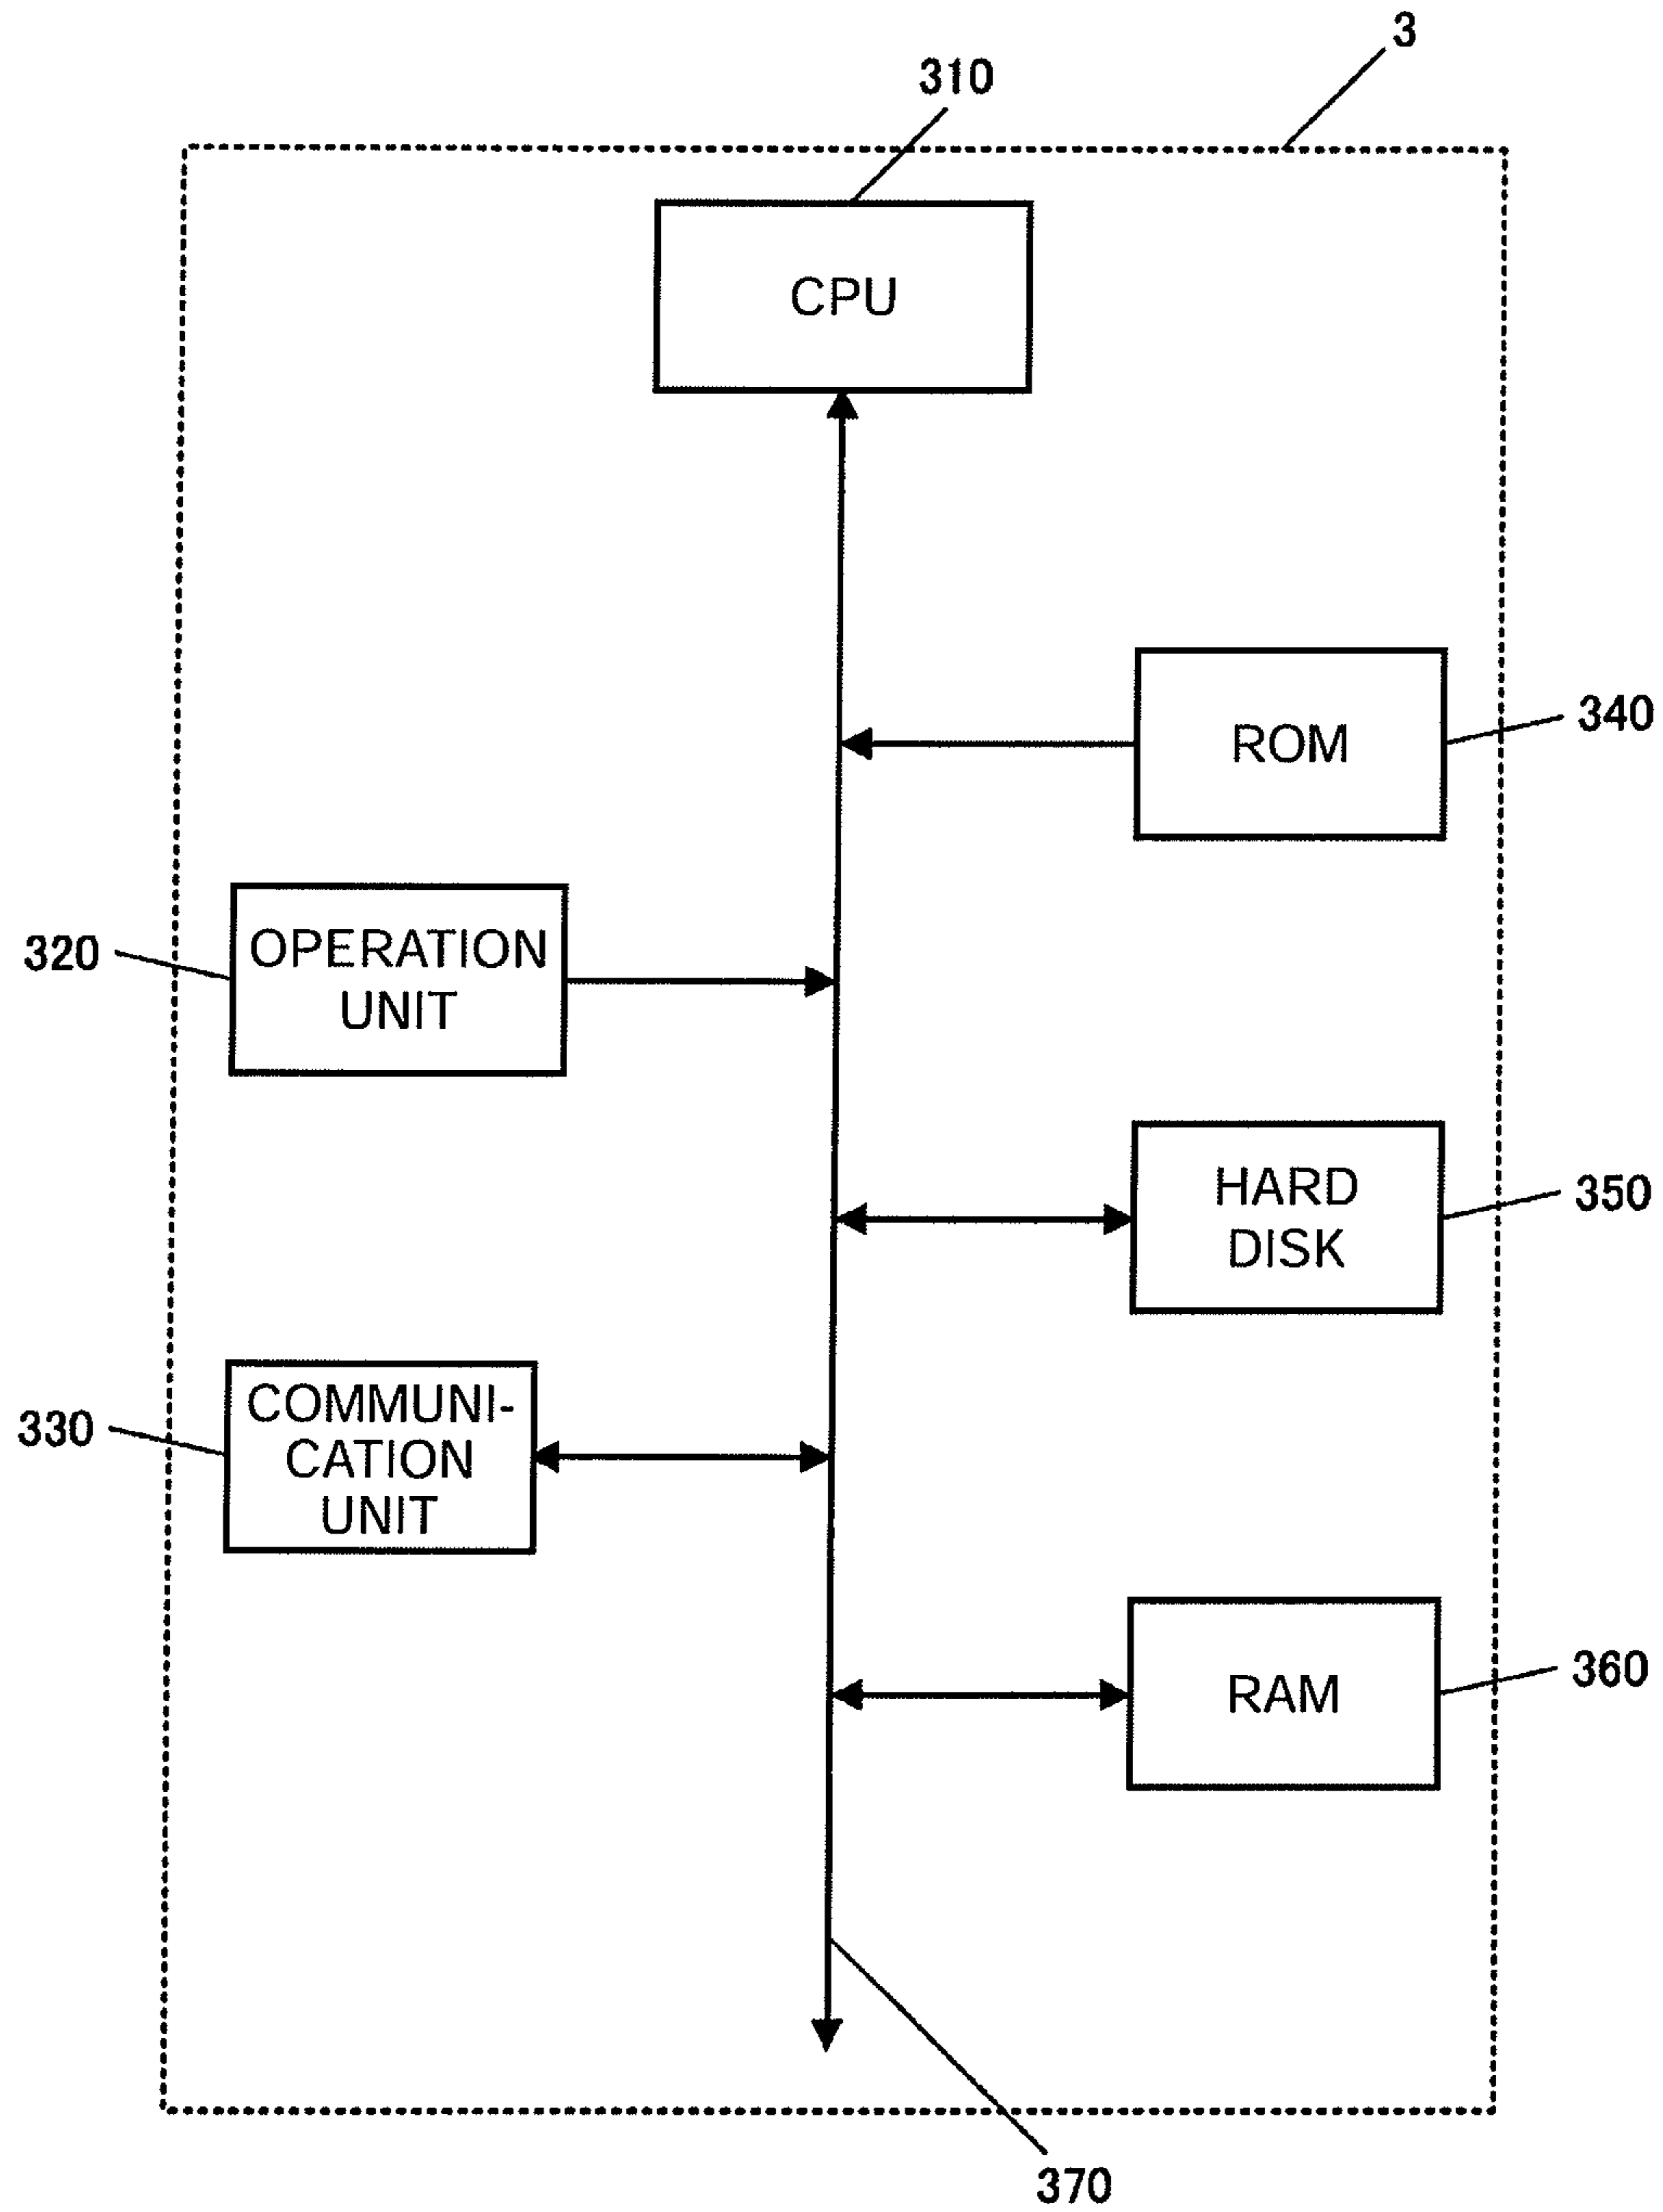 3
310
CPU
ROM
340
320
OPERATION
UNIT
HARD
DISK
350
330
COMMUNI-
CATION
UNIT
RAM
360
370